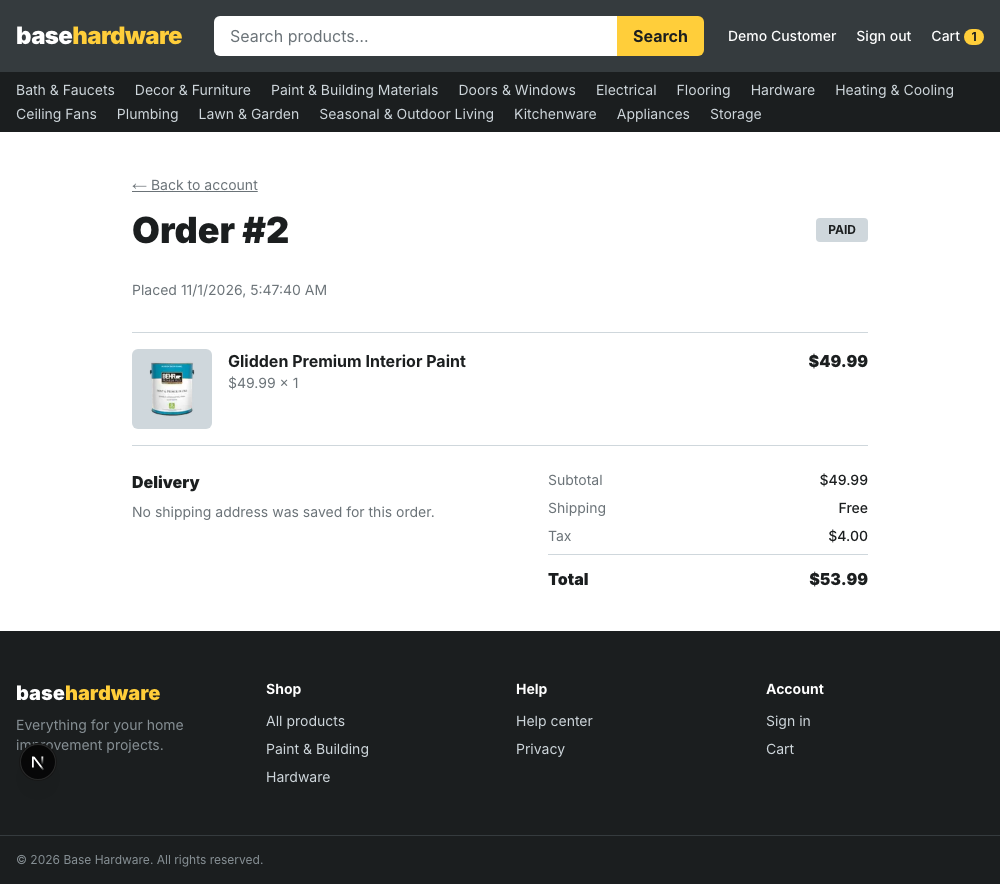 basehardware
Search products...
Search
Demo Customer
Sign out
Cart 1
Bath & Faucets Decor & Furniture Paint & Building Materials Doors & Windows Electrical Flooring Hardware Heating & Cooling
Ceiling Fans Plumbing Lawn & Garden Seasonal & Outdoor Living Kitchenware Appliances Storage
← Back to account
Order #2
PAID
Placed 11/1/2026, 5:47:40 AM
BEHR
Glidden Premium Interior Paint
$49.99
$49.99 × 1
Delivery
No shipping address was saved for this order.
Subtotal $49.99
Shipping Free
Tax $4.00
Total $53.99
basehardware
Everything for your home
improvement projects.
N
Shop
All products
Paint & Building
Hardware
Help
Help center
Privacy
Account
Sign in
Cart
© 2026 Base Hardware. All rights reserved.